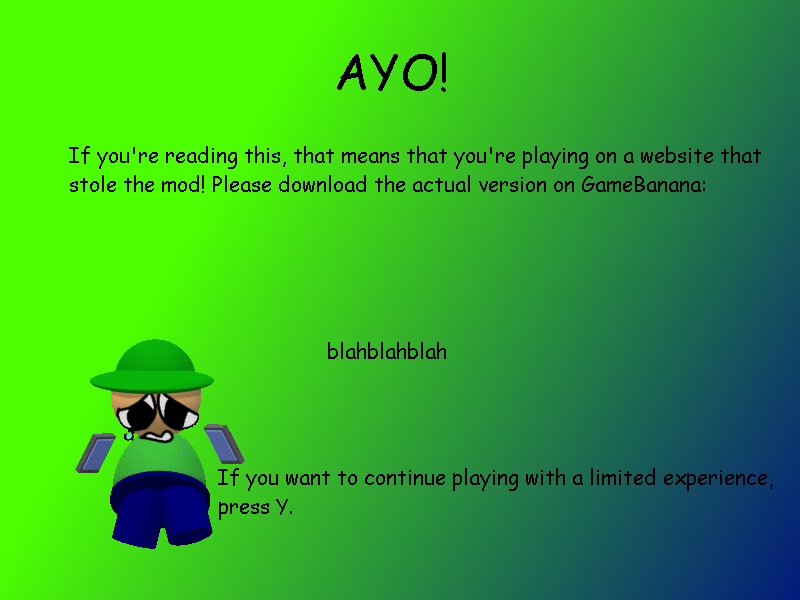 AYO!
If you're reading this, that means that you're playing on a website that
stole the mod! Please download the actual version on GameBanana:
blahblahblah
If you want to continue playing with a limited experience,
press Y.